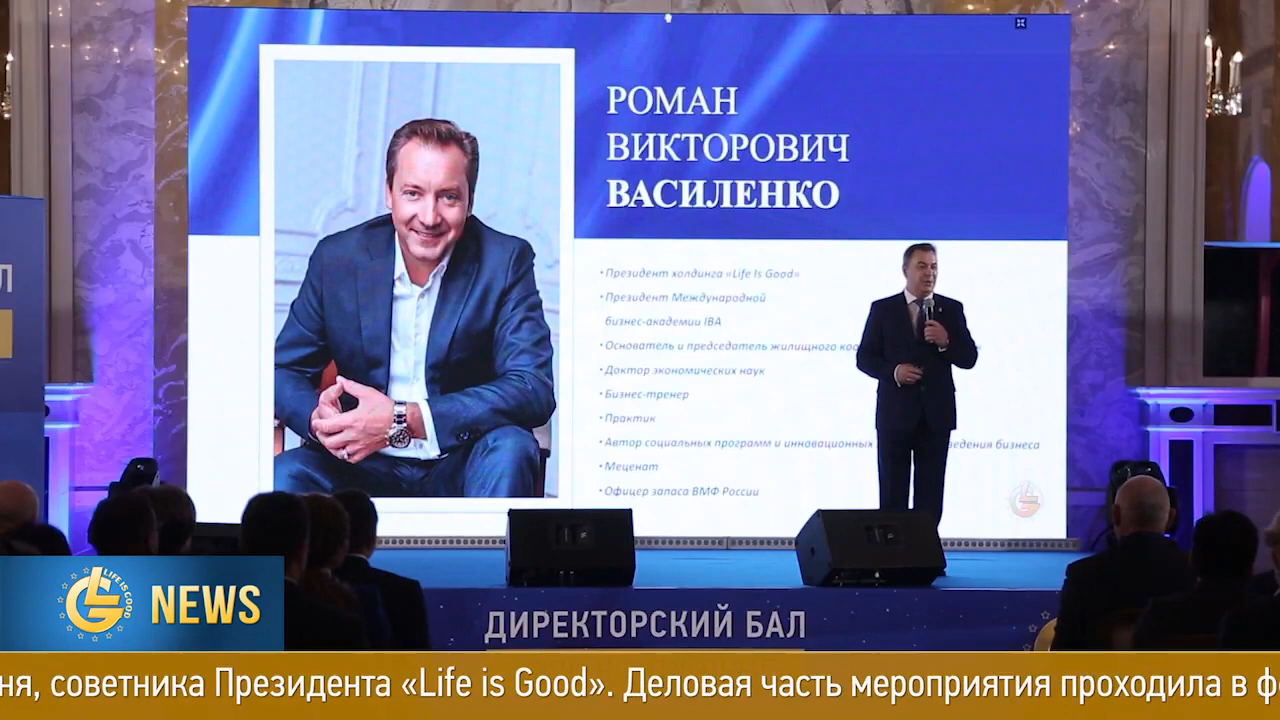 РОМАН
ВИКТОРОВИЧ
ВАСИЛЕНКО
•Президент холдинга «Life Is Good»
•Президент Международной
бизнес-академии IBA
•Основатель и председатель жилищного
•Доктор экономических наук
•Бизнес-тренер
•Практик
•Автор социальных программ и инновационных ведения бизнеса
•Меценат
•Офицер запаса ВМФ России
Л
LIFE IS GOOD
NEWS
ДИРЕКТОРСКИЙ БАЛ
ня, советника Президента «Life is Good». Деловая часть мероприятия проходила в ф